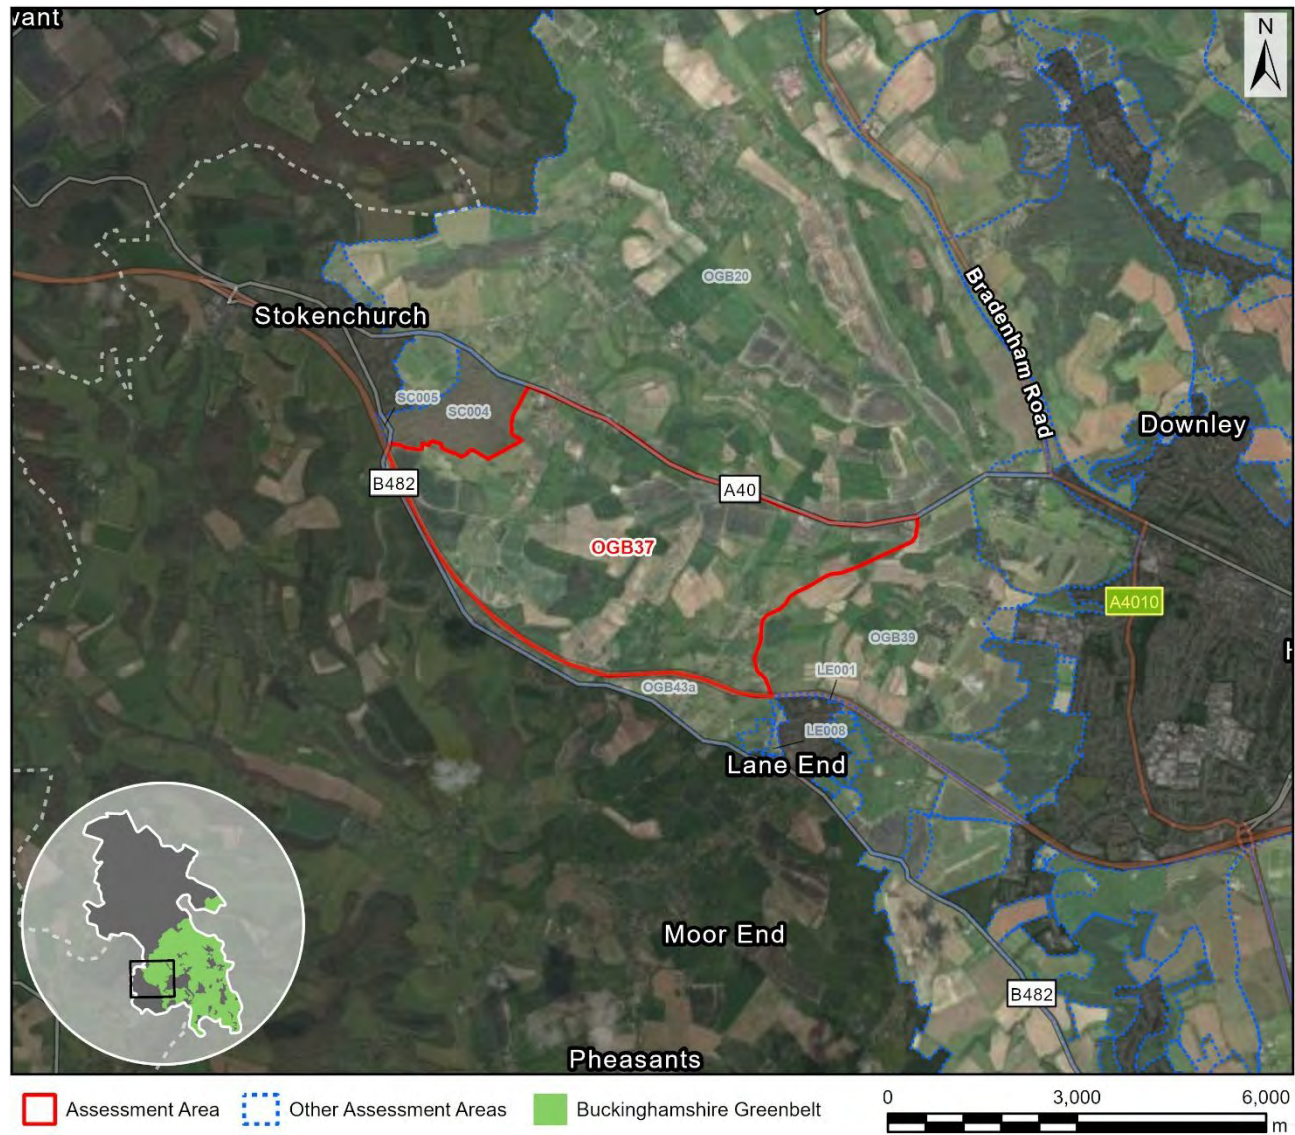 vant
N
OGB20
Stokenchurch
Bradenham Road
SC005
SC004
Downley
B482
A40
OGB37
A4010
OGB39
LE001
OGB43a
LE008
Lane End
Moor End
B482
Pheasants
Assessment Area
Other Assessment Areas
Buckinghamshire Greenbelt
0 3,000 6,000
m